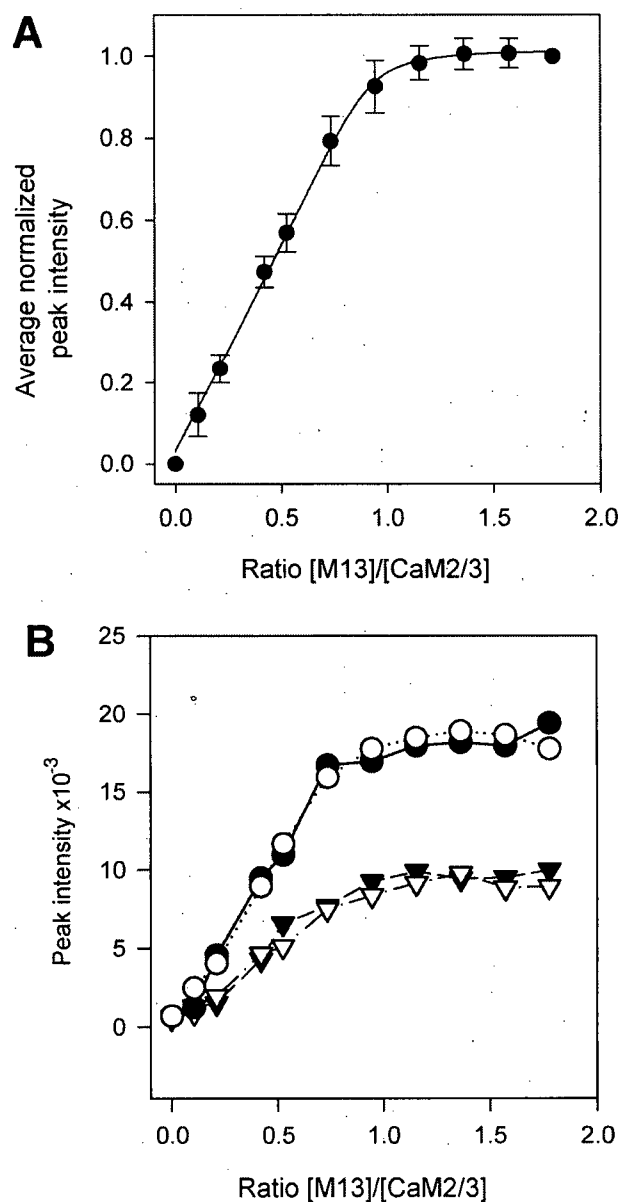 A
Average normalized
peak intensity
1.0
0.8
0.6
0.4
0.2
0.0
0.0 0.5 1.0 1.5 2.0
Ratio [M13]/[CaM2/3]
B
Peak intensity x10-3
25
20
15
10
5
0
0.0 0.5 1.0 1.5 2.0
Ratio [M13]/[CaM2/3]